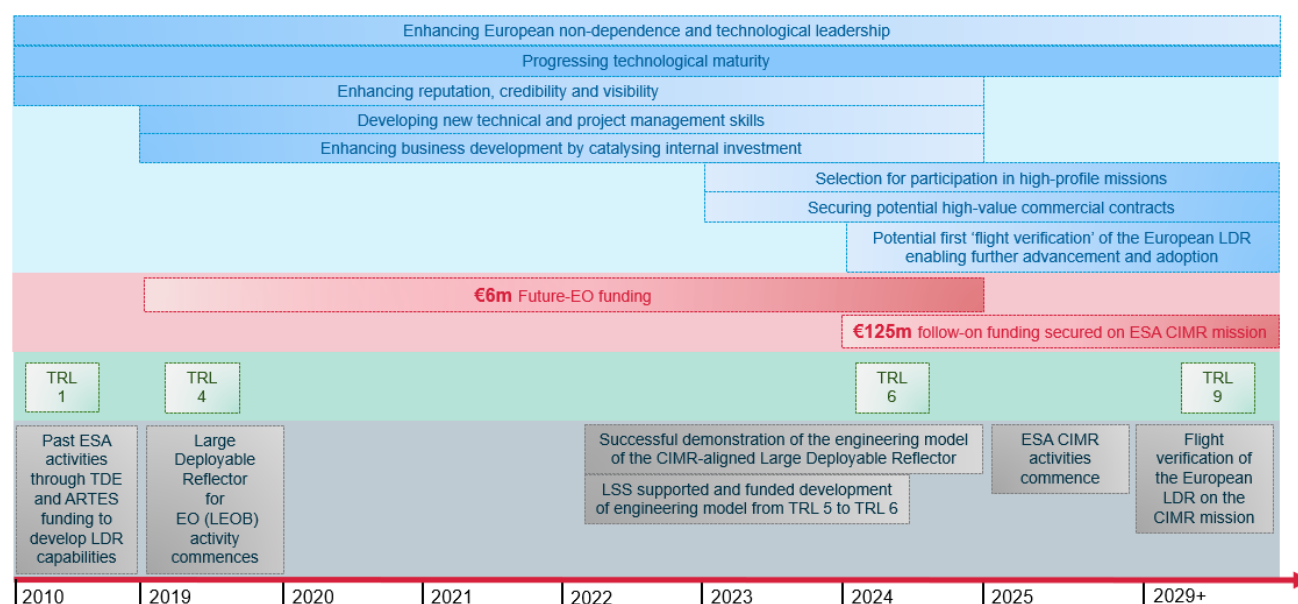 Enhancing European non-dependence and technological leadership
Progressing technological maturity
Enhancing reputation, credibility and visibility
Developing new technical and project management skills
Enhancing business development by catalysing internal investment
Selection for participation in high-profile missions
Securing potential high-value commercial contracts
Potential first ‘flight verification’ of the European LDR
enabling further advancement and adoption
€6m Future-EO funding
€125m follow-on funding secured on ESA CIMR mission
TRL
1
TRL
4
TRL
6
TRL
9
Past ESA
activities
through TDE
and ARTES
funding to
develop LDR
capabilities
Large
Deployable
Reflector
for
EO (LEOB)
activity
commences
Successful demonstration of the engineering model
of the CIMR-aligned Large Deployable Reflector
LSS supported and funded development
of engineering model from TRL 5 to TRL 6
ESA CIMR
activities
commence
Flight
verification of
the European
LDR on the
CIMR mission
2010
2019
2020
2021
2022
2023
2024
2025
2029+